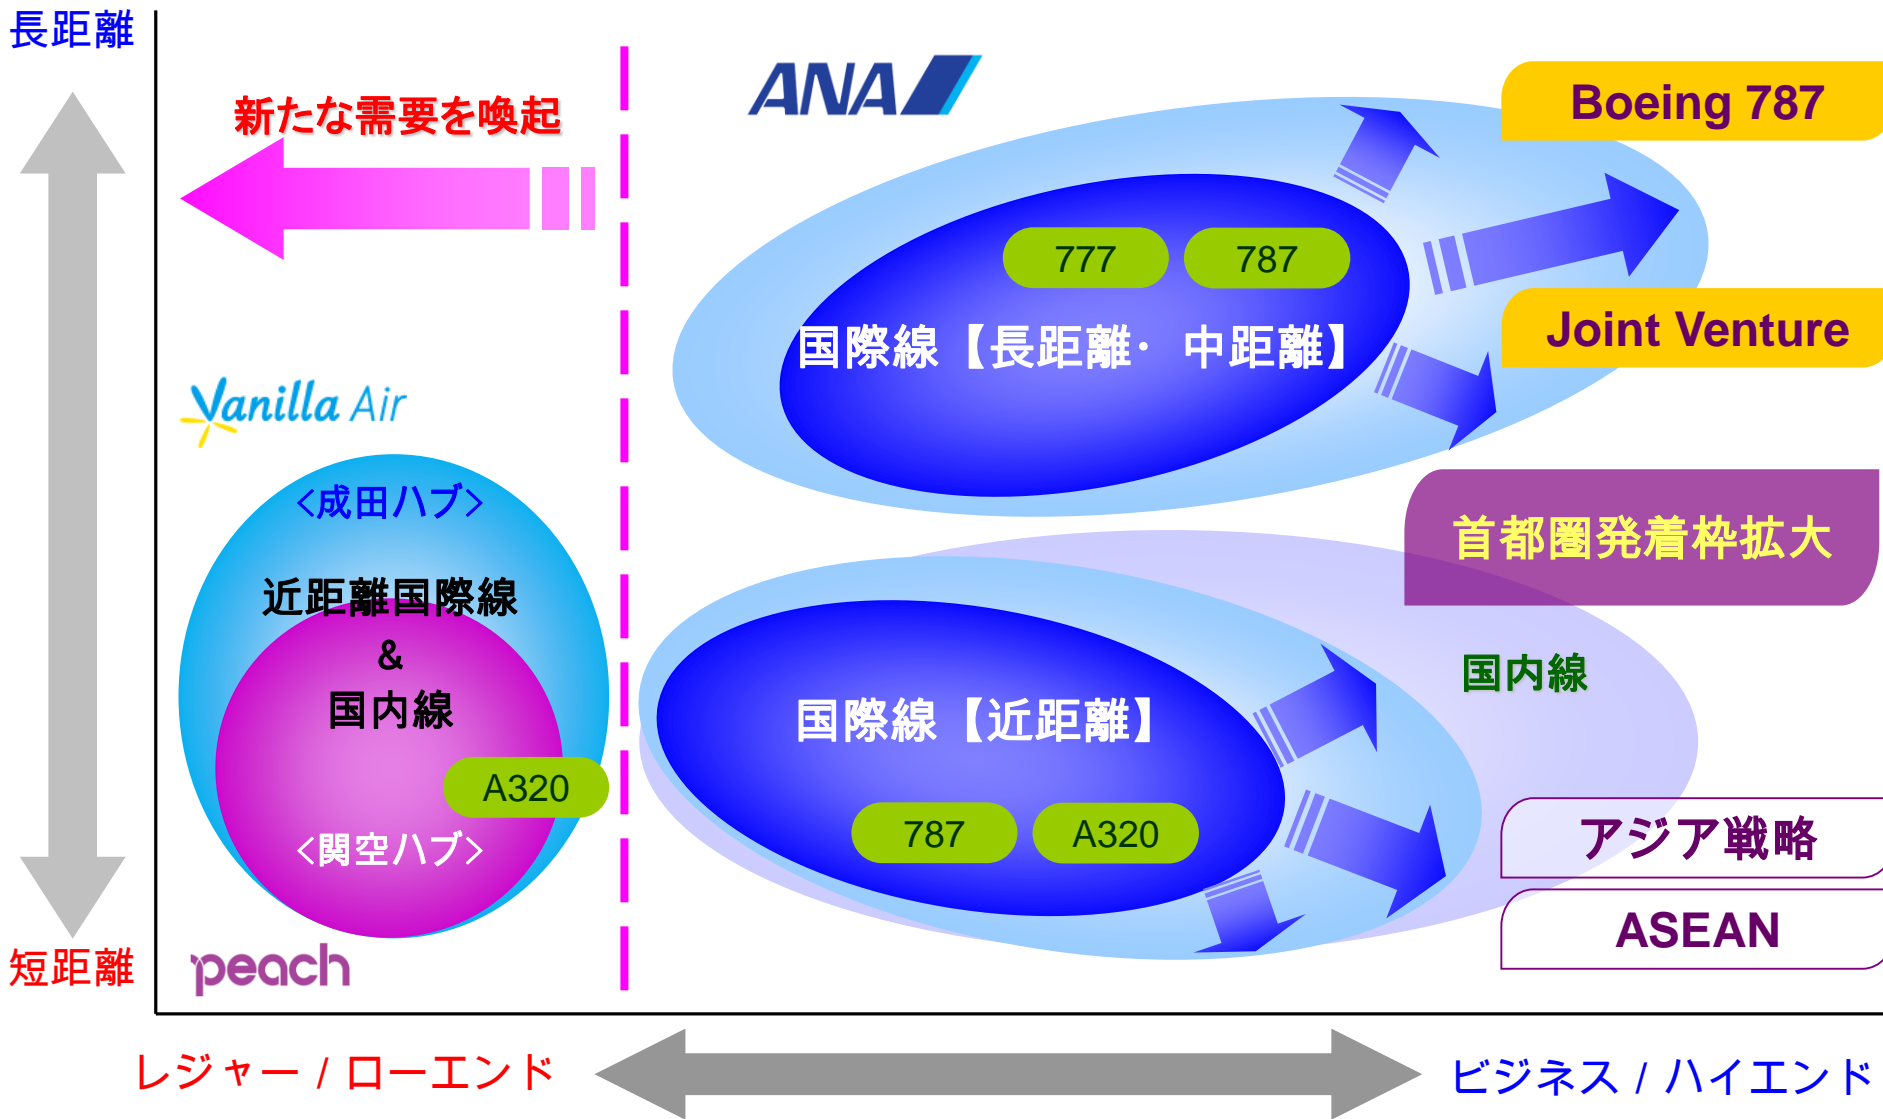 長距離
新たな需要を喚起
ANA
Boeing 787
777
787
国際線【長距離・中距離】
Joint Venture
Vanilla Air
<成田ハブ>
近距離国際線
&
国内線
A320
<関空ハブ>
首都圏発着枠拡大
国内線
国際線【近距離】
787
A320
アジア戦略
ASEAN
短距離
peach
レジャー / ローエンド
ビジネス / ハイエンド